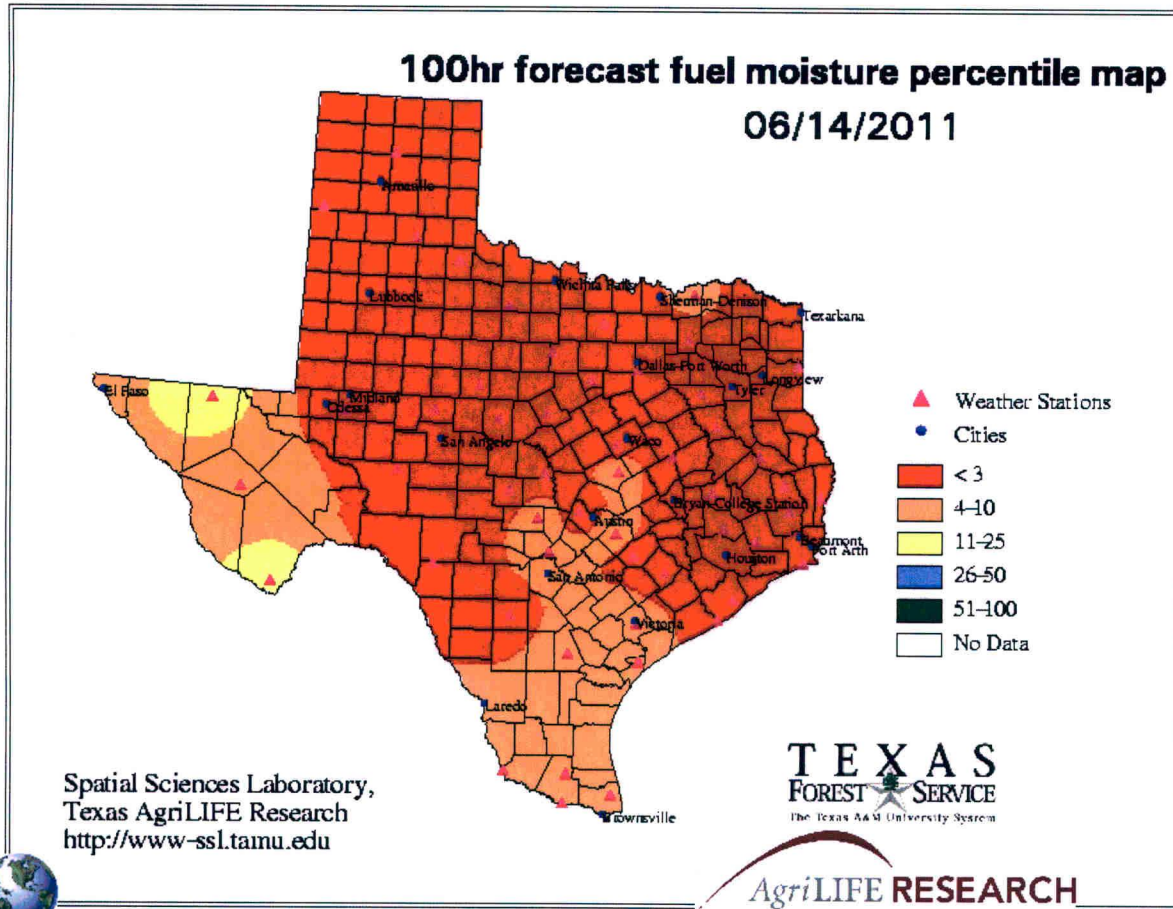 100hr forecast fuel moisture percentile map
06/14/2011
Amarillo
Lubbock
Wichita Falls
Sherman-Denison
Texarkana
Dallas-Fort Worth
Longview
Tyler
El Paso
Midland
Odessa
San Angelo
Waco
Bryan-College Station
Austin
Beaumont
Port Arth
Houston
San Antonio
Victoria
Laredo
Brownsville
Weather Stations
Cities
< 3
4-10
11-25
26-50
51-100
No Data
Spatial Sciences Laboratory,
Texas AgriLIFE Research
http://www-ssl.tamu.edu
TEXAS
FOREST SERVICE
The Texas A&M University System
AgriLIFE RESEARCH